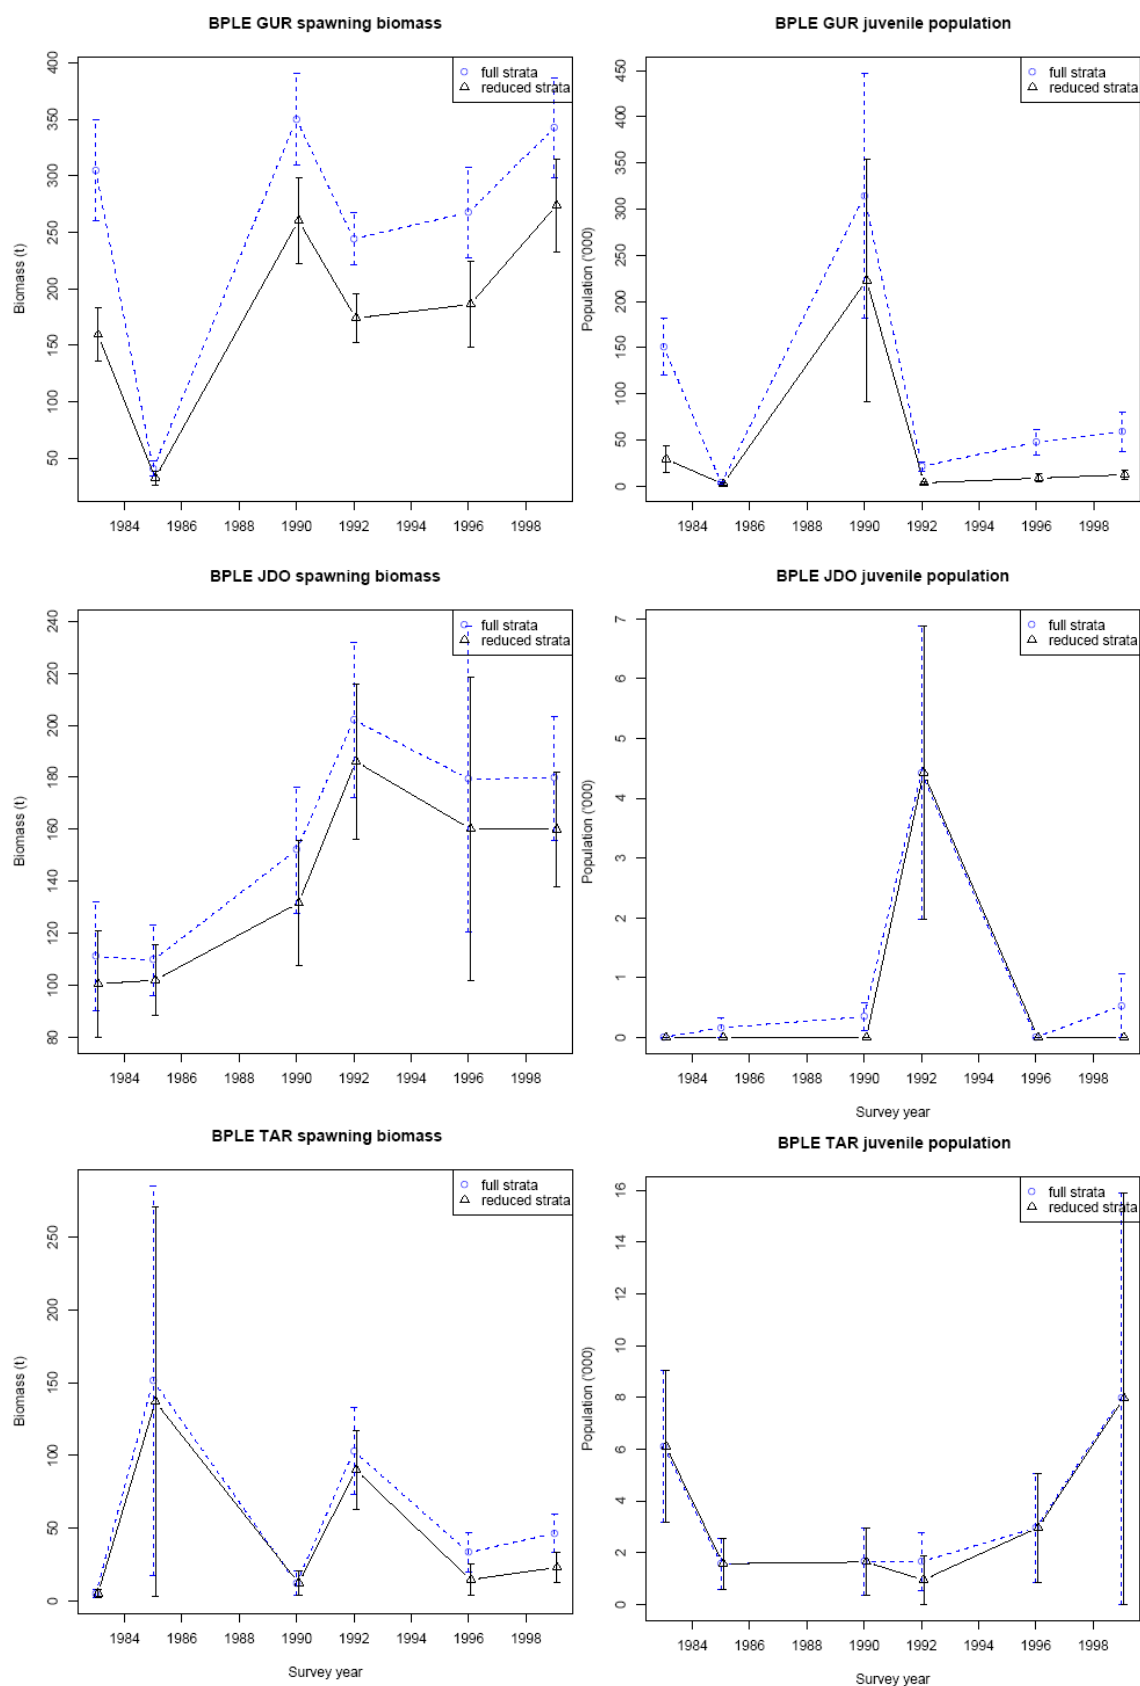 BPLE GUR spawning biomass
Biomass (t)
400
350
300
250
200
150
100
50
full strata
reduced strata
1984 1986 1988 1990 1992 1994 1996 1998
BPLE GUR juvenile population
Population ('000)
450
400
350
300
250
200
150
100
50
0
full strata
reduced strata
1984 1986 1988 1990 1992 1994 1996 1998
BPLE JDO spawning biomass
Biomass (t)
240
220
200
180
160
140
120
100
80
full strata
reduced strata
1984 1986 1988 1990 1992 1994 1996 1998
BPLE JDO juvenile population
Population ('000)
7
6
5
4
3
2
1
0
full strata
reduced strata
1984 1986 1988 1990 1992 1994 1996 1998
Survey year
BPLE TAR spawning biomass
Biomass (t)
250
200
150
100
50
0
full strata
reduced strata
1984 1986 1988 1990 1992 1994 1996 1998
Survey year
BPLE TAR juvenile population
Population ('000)
16
14
12
10
8
6
4
2
0
full strata
reduced strata
1984 1986 1988 1990 1992 1994 1996 1998
Survey year